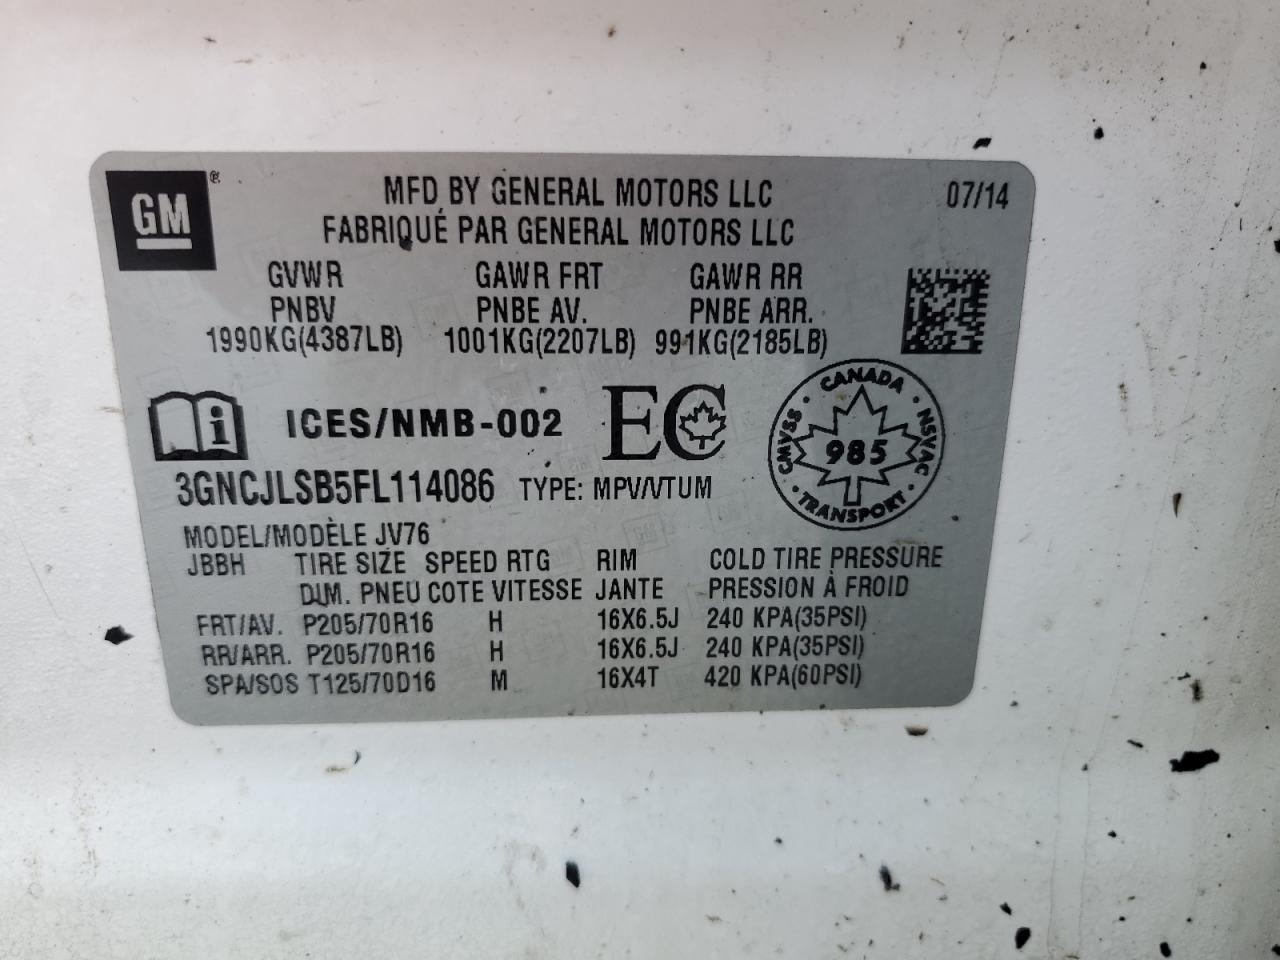 GM ®
MFD BY GENERAL MOTORS LLC 07/14
FABRIQUÉ PAR GENERAL MOTORS LLC
GVWR GAWR FRT GAWR RR
PNBV PNBE AV. PNBE ARR.
1990KG(4387LB) 1001KG(2207LB) 991KG(2185LB)
i ICES/NMB-002 EC
CANADA · NSVAC · TRANSPORT · CMVSS ·
985
3GNCJLSB5FL114086 TYPE: MPV/VTUM
MODEL/MODÈLE JV76
JBBH TIRE SIZE SPEED RTG RIM COLD TIRE PRESSURE
DIM. PNEU COTE VITESSE JANTE PRESSION À FROID
FRT/AV. P205/70R16 H 16X6.5J 240 KPA(35PSI)
RR/ARR. P205/70R16 H 16X6.5J 240 KPA(35PSI)
SPA/SOS T125/70D16 M 16X4T 420 KPA(60PSI)